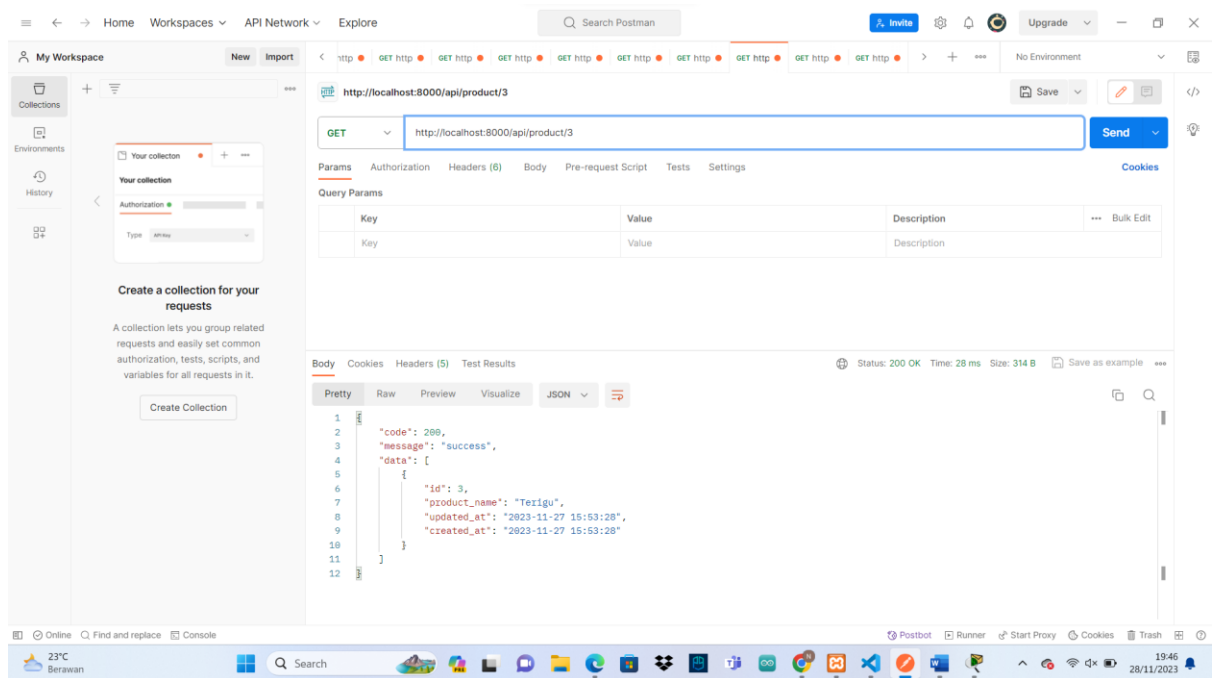 Home Workspaces API Network Explore Search Postman Invite Upgrade
My Workspace New Import http GET http GET http GET http GET http GET http GET http GET http GET http GET http No Environment
Collections
Environments
History
Your collecton
Your collection
Authorization
Type API Key
Create a collection for your
requests
A collection lets you group related
requests and easily set common
authorization, tests, scripts, and
variables for all requests in it.
Create Collection
HTTP http://localhost:8000/api/product/3 Save
GET http://localhost:8000/api/product/3 Send
Params Authorization Headers (6) Body Pre-request Script Tests Settings Cookies
Query Params
Key Value Description Bulk Edit
Key Value Description
Body Cookies Headers (5) Test Results Status: 200 OK Time: 28 ms Size: 314 B Save as example
Pretty Raw Preview Visualize JSON
1 {
2 "code": 200,
3 "message": "success",
4 "data": [
5 {
6 "id": 3,
7 "product_name": "Terigu",
8 "updated_at": "2023-11-27 15:53:28",
9 "created_at": "2023-11-27 15:53:28"
10 }
11 ]
12 }
Online Find and replace Console Postbot Runner Start Proxy Cookies Trash
23°C
Berawan
Search
19:46
28/11/2023